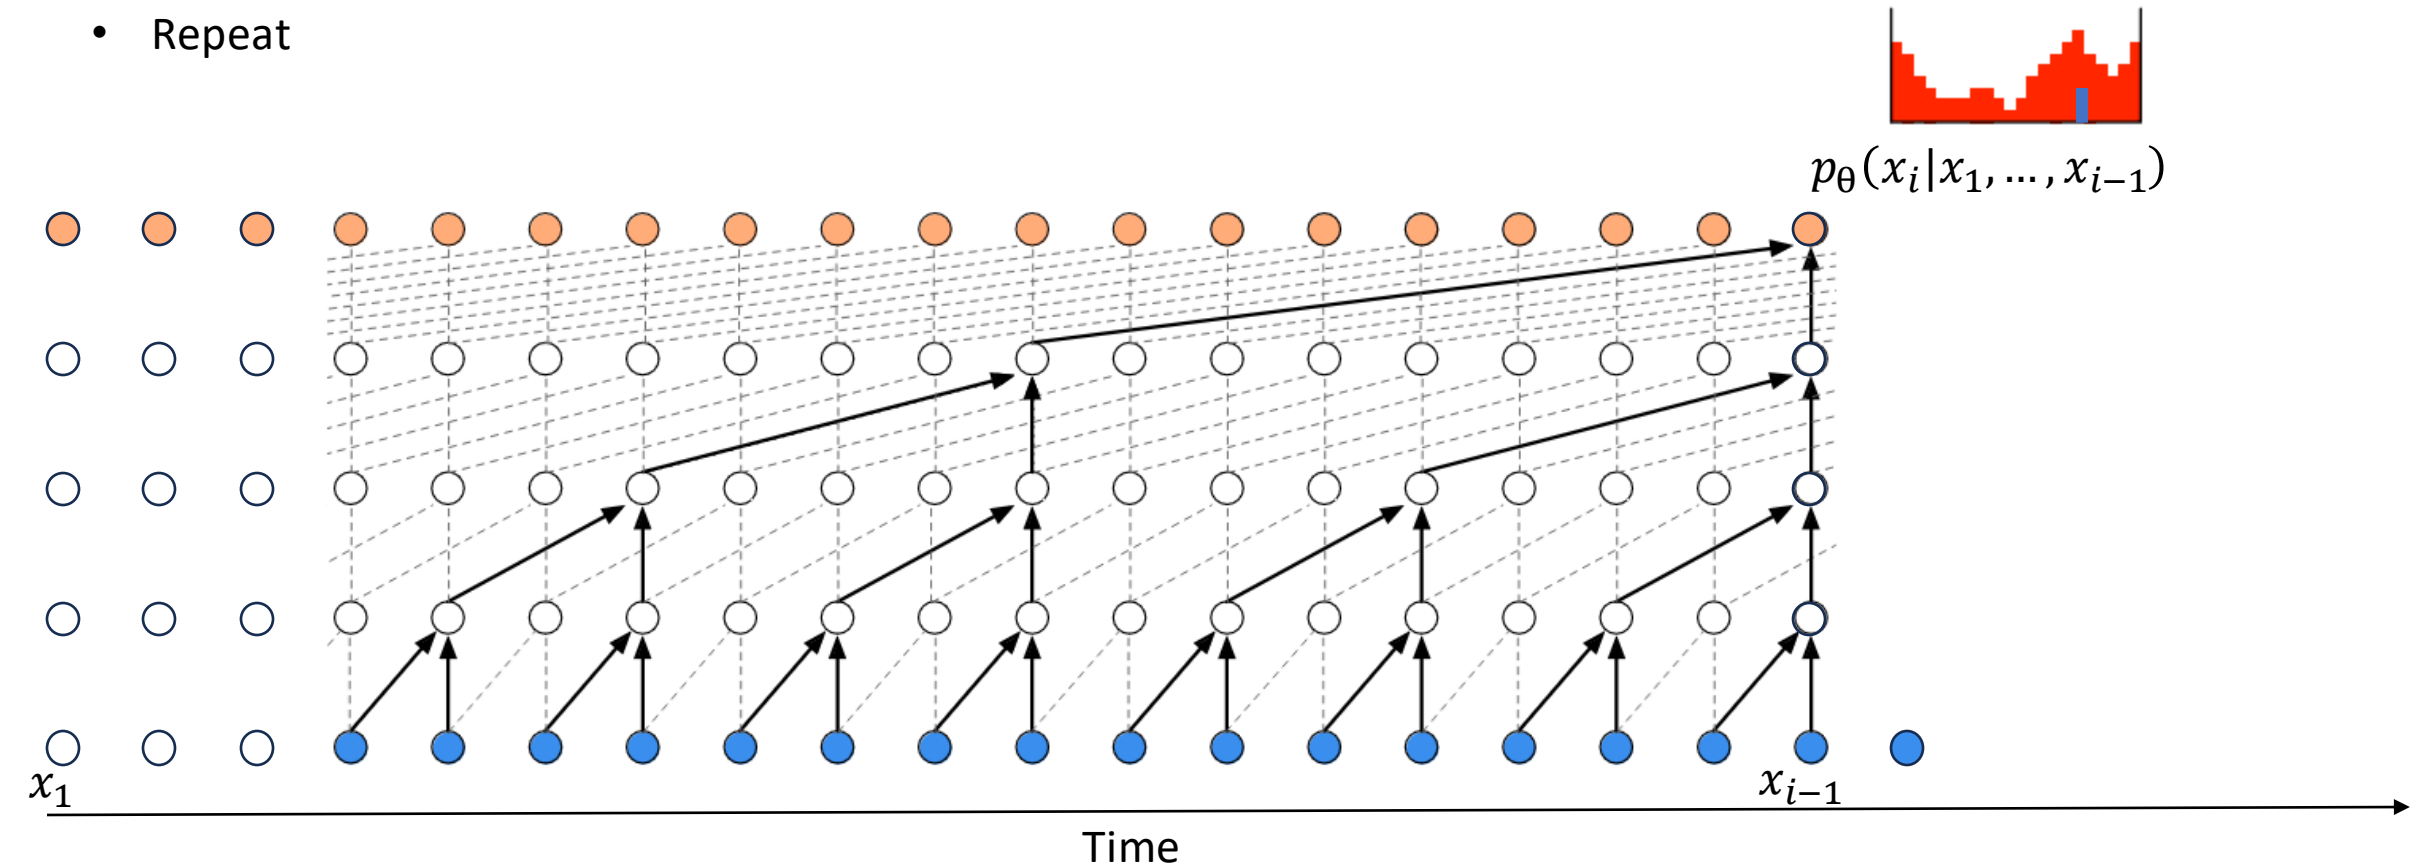 • Repeat
pθ(xᵢ|x₁, … , xᵢ₋₁)
x₁
xᵢ₋₁
Time